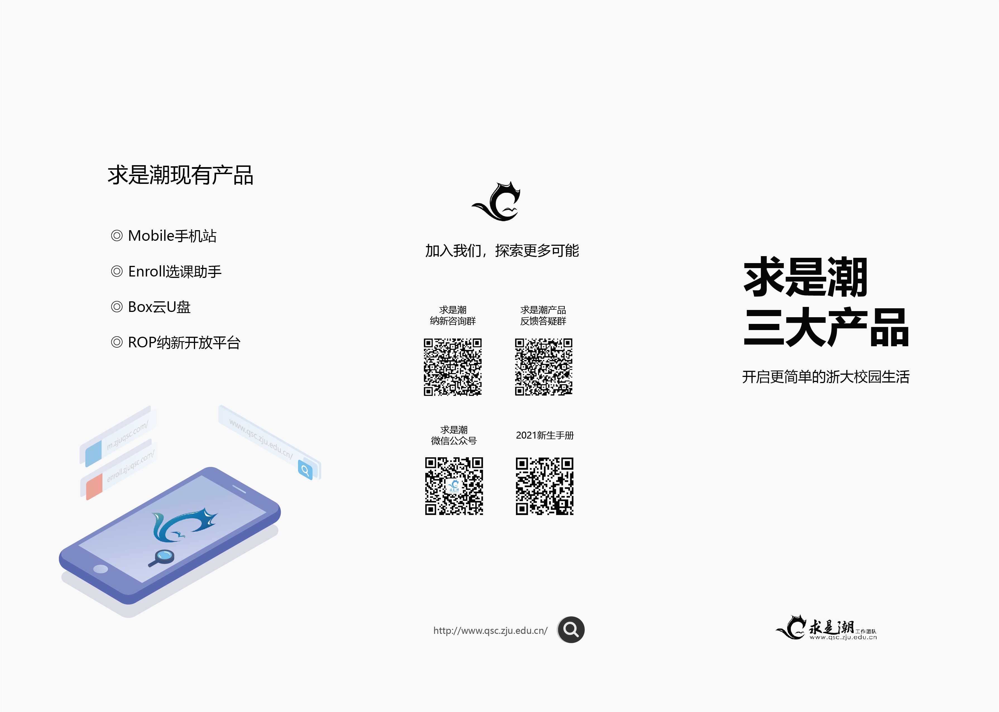 求是潮现有产品
◎ Mobile手机站
◎ Enroll选课助手
◎ Box云U盘
◎ ROP纳新开放平台
m.zjuqsc.com/
enroll.zjuqsc.com/
www.qsc.zju.edu.cn/
加入我们，探索更多可能
求是潮
纳新咨询群
求是潮产品
反馈答疑群
求是潮
微信公众号
求是潮
2021新生手册
http://www.qsc.zju.edu.cn/
求是潮
三大产品
开启更简单的浙大校园生活
求是潮工作团队
www.qsc.zju.edu.cn